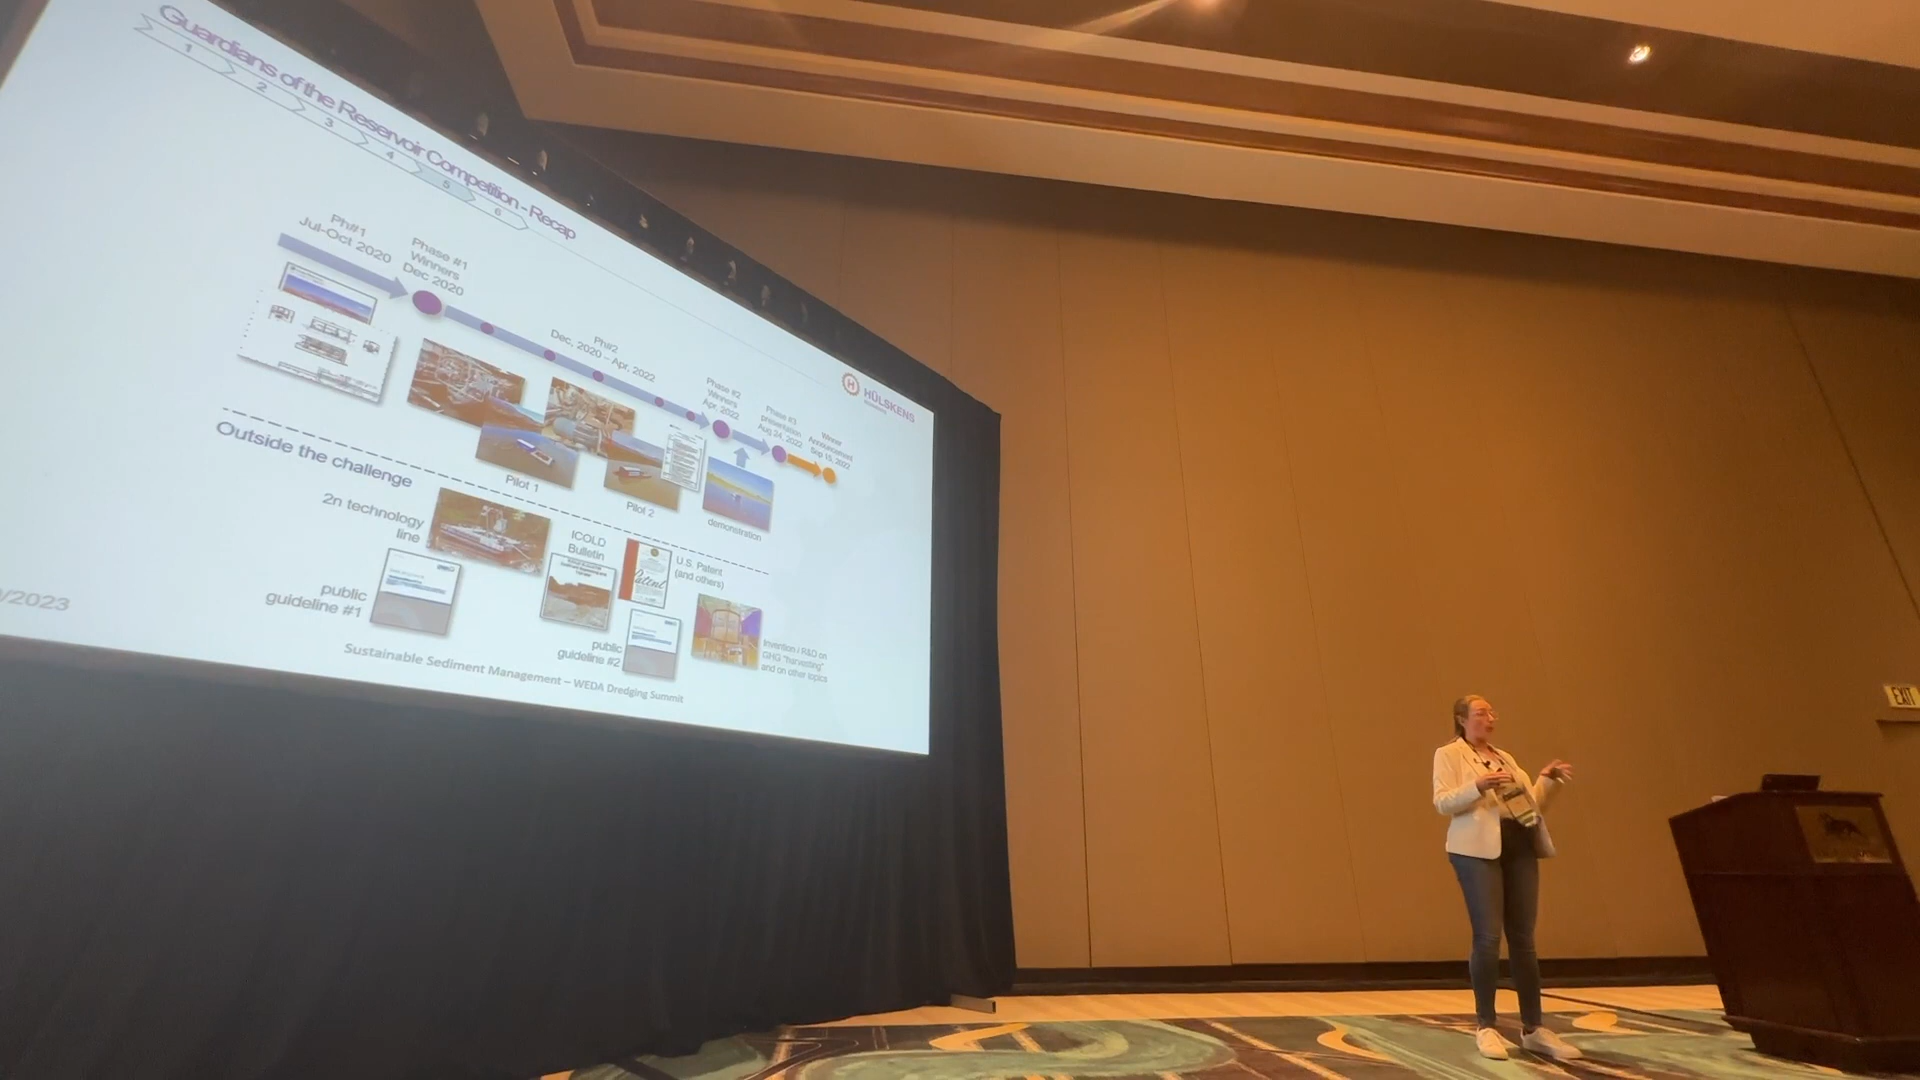 Guardians of the Reservoir Competition - Recap
1
2
3
4
5
6
Ph#1
Jul-Oct 2020
Phase #1
Winners
Dec 2020
Ph#2
Dec, 2020 – Apr, 2022
Phase #2
Winners
Apr, 2022
Phase #3
presentation
Aug 24, 2022
Winner
Announcement
Sep 15, 2022
H
HÜLSKENS
Pilot 1
Pilot 2
demonstration
Outside the challenge
2n technology
line
ICOLD
Bulletin
U.S. Patent
(and others)
Patent
public
guideline #1
public
guideline #2
Invention / R&D on
GHG "harvesting"
and on other topics
/2023
Sustainable Sediment Management – WEDA Dredging Summit
EXIT